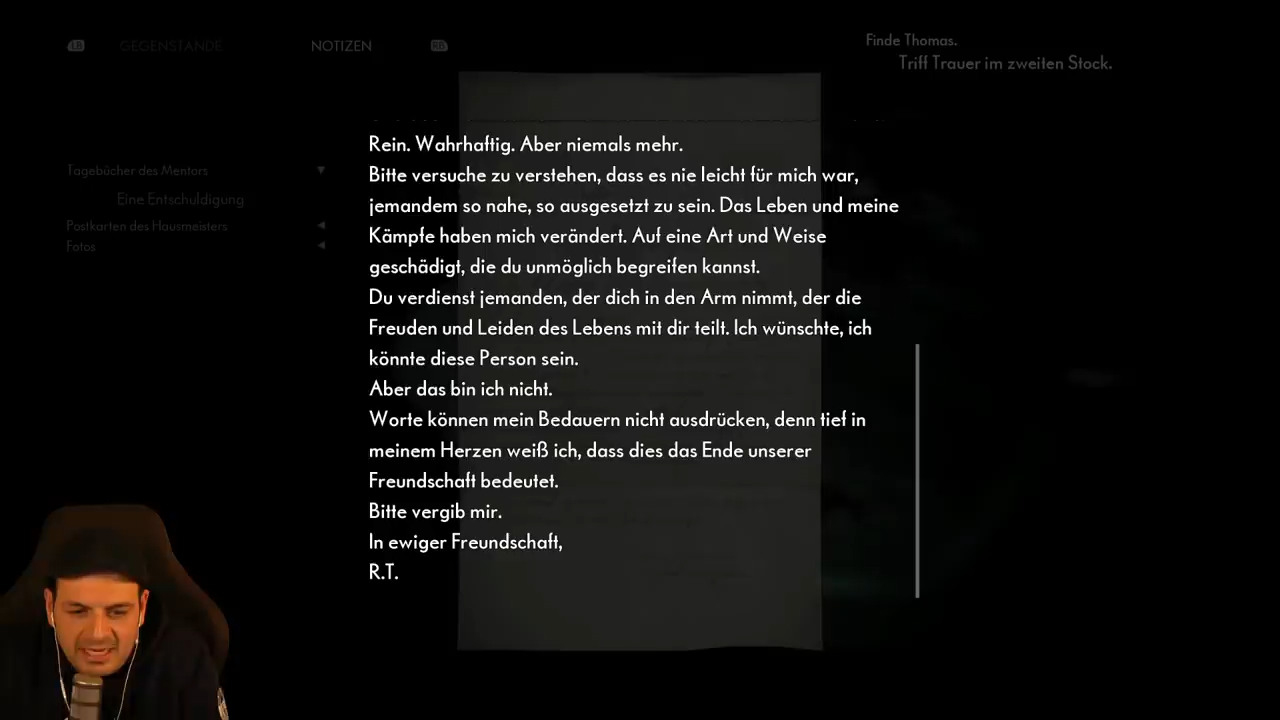 LB GEGENSTÄNDE NOTIZEN RB
Finde Thomas.
Triff Trauer im zweiten Stock.
Tagebücher des Mentors
Eine Entschuldigung
Postkarten des Hausmeisters
Fotos
Rein. Wahrhaftig. Aber niemals mehr.
Bitte versuche zu verstehen, dass es nie leicht für mich war,
jemandem so nahe, so ausgesetzt zu sein. Das Leben und meine
Kämpfe haben mich verändert. Auf eine Art und Weise
geschädigt, die du unmöglich begreifen kannst.
Du verdienst jemanden, der dich in den Arm nimmt, der die
Freuden und Leiden des Lebens mit dir teilt. Ich wünschte, ich
könnte diese Person sein.
Aber das bin ich nicht.
Worte können mein Bedauern nicht ausdrücken, denn tief in
meinem Herzen weiß ich, dass dies das Ende unserer
Freundschaft bedeutet.
Bitte vergib mir.
In ewiger Freundschaft,
R.T.